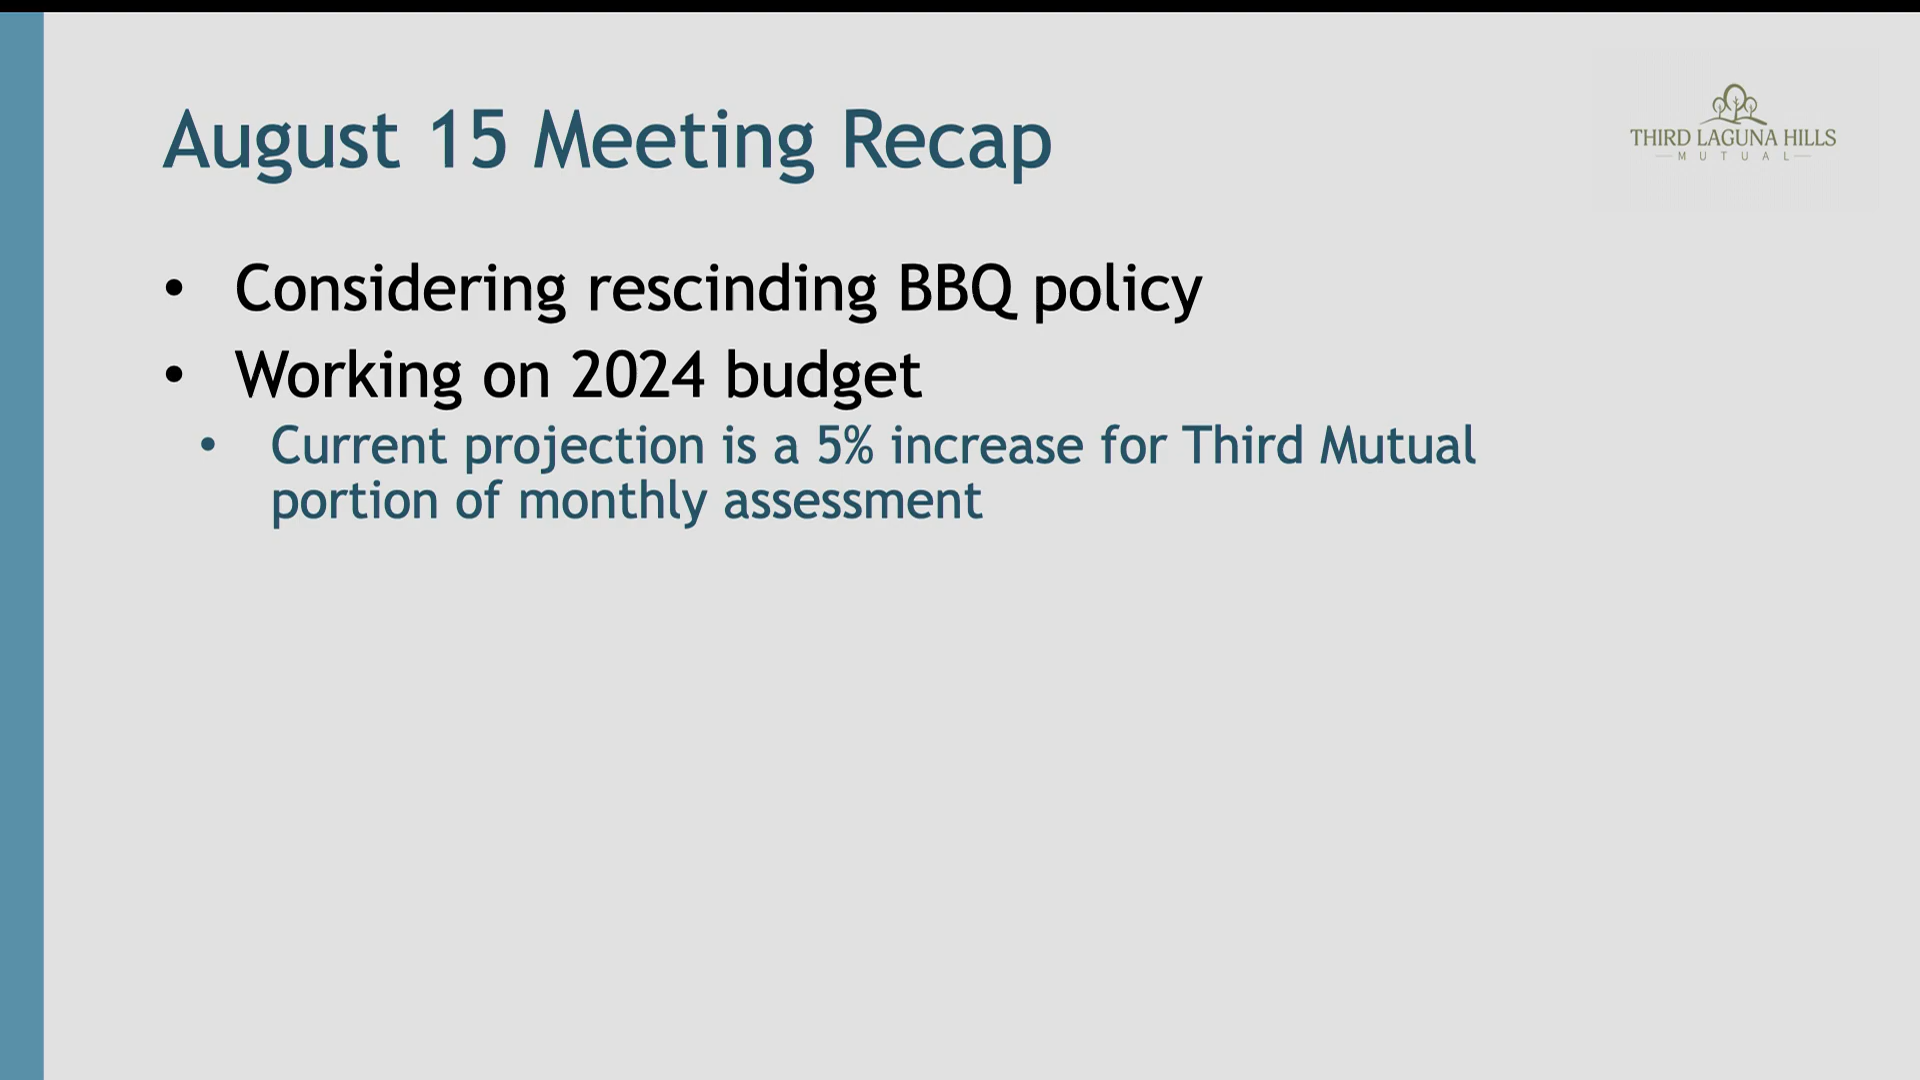 August 15 Meeting Recap
THIRD LAGUNA HILLS
MUTUAL
• Considering rescinding BBQ policy
• Working on 2024 budget
• Current projection is a 5% increase for Third Mutual
portion of monthly assessment